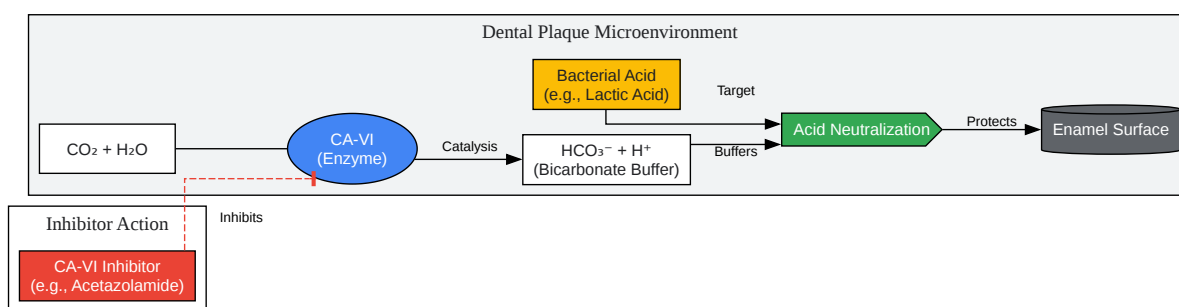 Dental Plaque Microenvironment
Bacterial Acid
(e.g., Lactic Acid)
Target
CO₂ + H₂O
CA-VI
(Enzyme)
Catalysis
HCO₃⁻ + H⁺
(Bicarbonate Buffer)
Buffers
Acid Neutralization
Protects
Enamel Surface
Inhibitor Action
Inhibits
CA-VI Inhibitor
(e.g., Acetazolamide)